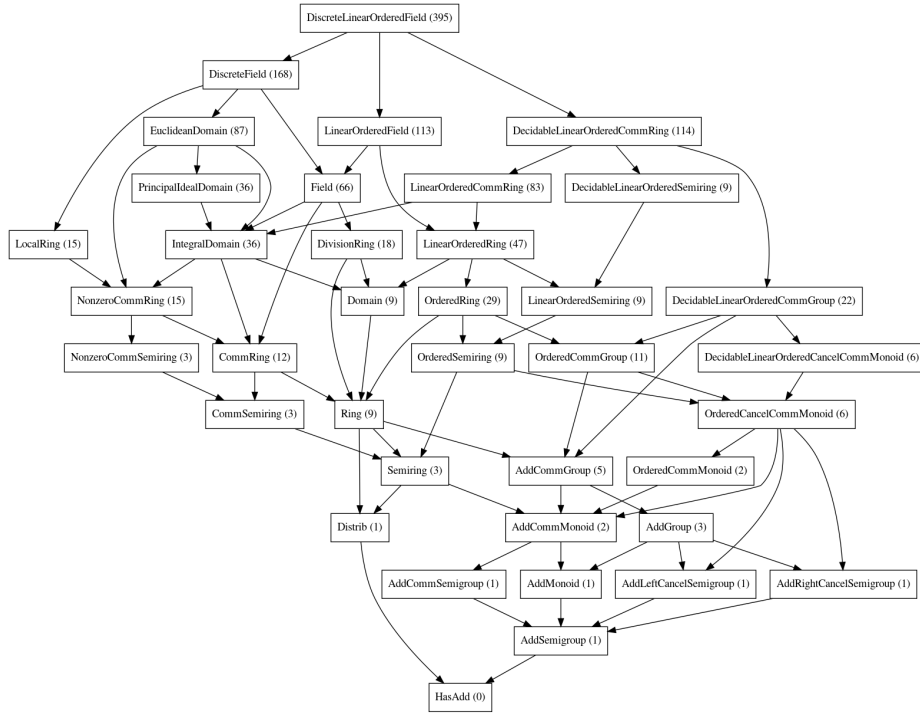 DiscreteLinearOrderedField (395)
DiscreteField (168)
EuclideanDomain (87)
LinearOrderedField (113)
DecidableLinearOrderedCommRing (114)
PrincipalIdealDomain (36)
Field (66)
LinearOrderedCommRing (83)
DecidableLinearOrderedSemiring (9)
LocalRing (15)
IntegralDomain (36)
DivisionRing (18)
LinearOrderedRing (47)
NonzeroCommRing (15)
Domain (9)
OrderedRing (29)
LinearOrderedSemiring (9)
DecidableLinearOrderedCommGroup (22)
NonzeroCommSemiring (3)
CommRing (12)
OrderedSemiring (9)
OrderedCommGroup (11)
DecidableLinearOrderedCancelCommMonoid (6)
CommSemiring (3)
Ring (9)
OrderedCancelCommMonoid (6)
Semiring (3)
AddCommGroup (5)
OrderedCommMonoid (2)
Distrib (1)
AddCommMonoid (2)
AddGroup (3)
AddCommSemigroup (1)
AddMonoid (1)
AddLeftCancelSemigroup (1)
AddRightCancelSemigroup (1)
AddSemigroup (1)
HasAdd (0)